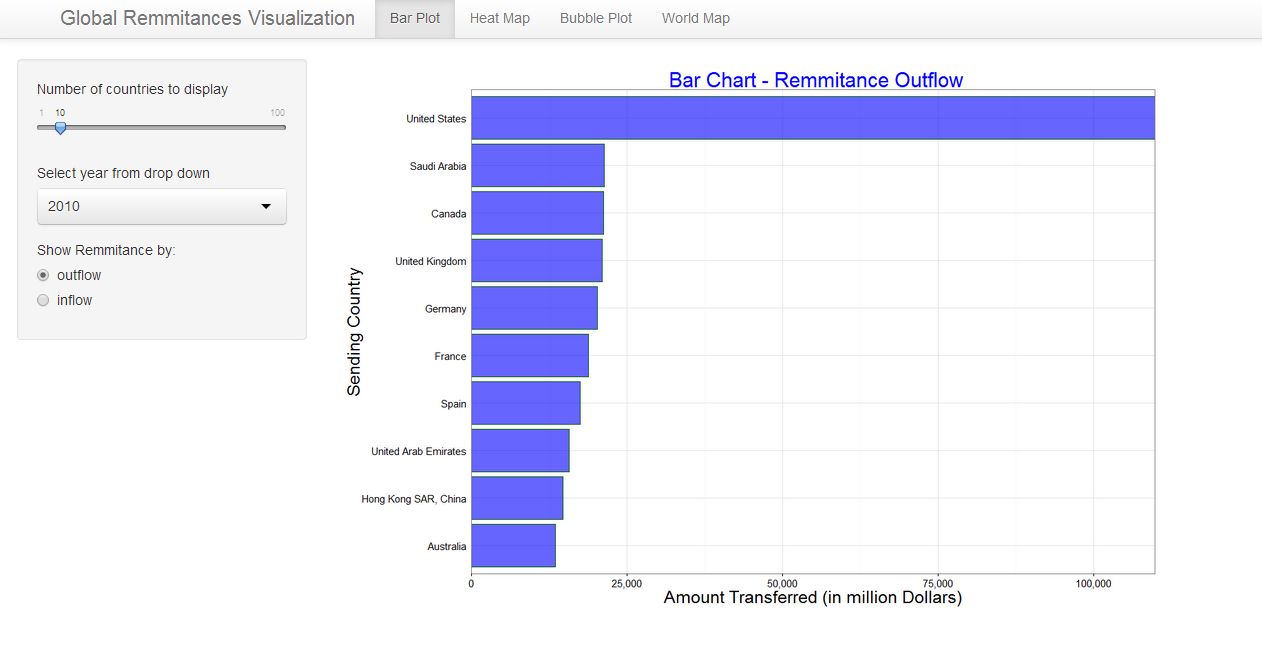 Global Remmitances Visualization
Bar Plot
Heat Map
Bubble Plot
World Map
Number of countries to display
1 10 100
Select year from drop down
2010
Show Remmitance by:
outflow
inflow
Bar Chart - Remmitance Outflow
Sending Country
United States
Saudi Arabia
Canada
United Kingdom
Germany
France
Spain
United Arab Emirates
Hong Kong SAR, China
Australia
0 25,000 50,000 75,000 100,000
Amount Transferred (in million Dollars)